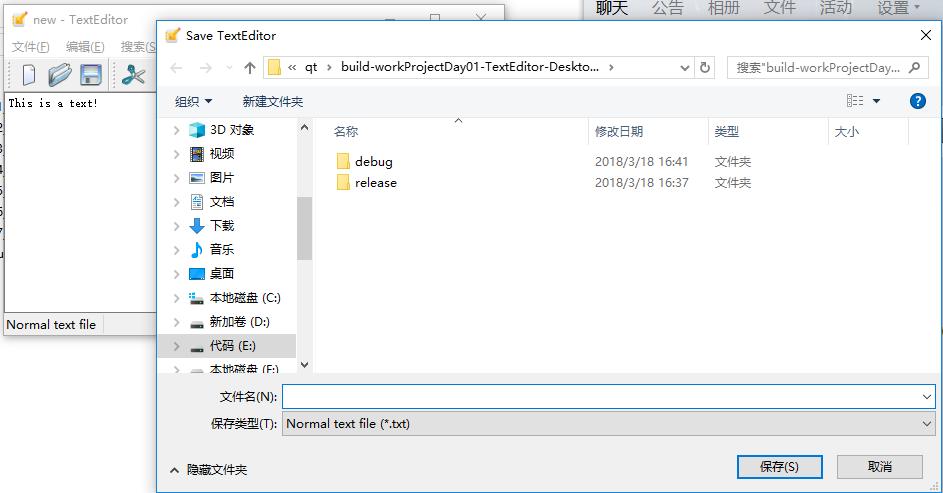 聊天 公告 相册 文件 活动 设置
new - TextEditor
文件(F) 编辑(E) 搜索(S)
This is a text!
Normal text file
Save TextEditor
« qt › build-workProjectDay01-TextEditor-Deskto... ›
搜索"build-workProjectDay...
组织 新建文件夹
3D 对象
视频
图片
文档
下载
音乐
桌面
本地磁盘 (C:)
新加卷 (D:)
代码 (E:)
本地磁盘 (F:)
名称 修改日期 类型 大小
debug 2018/3/18 16:41 文件夹
release 2018/3/18 16:37 文件夹
文件名(N):
保存类型(T): Normal text file (*.txt)
隐藏文件夹 保存(S) 取消